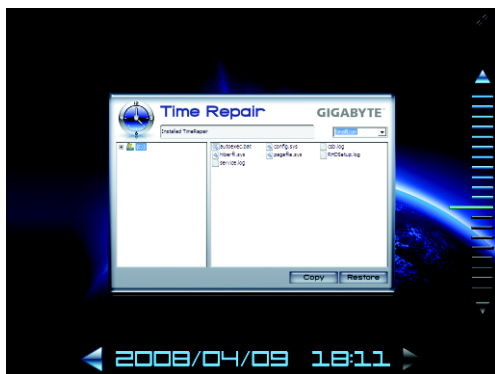 Time Repair
GIGABYTE
Installed TimeRepair
autoexec.bat config.sys csb.log
hiberfil.sys pagefile.sys RHDSetup.log
service.log
Copy Restore
2008/04/09 18:11